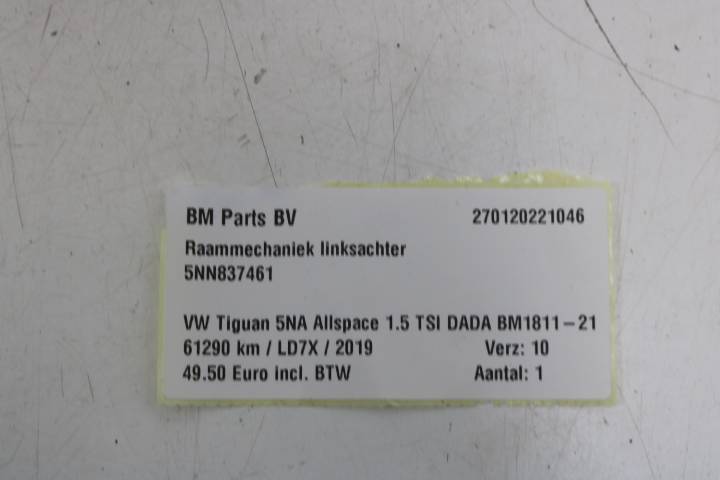 BM Parts BV 270120221046
Raammechaniek linksachter
5NN837461
VW Tiguan 5NA Allspace 1.5 TSI DADA BM1811-21
61290 km / LD7X / 2019 Verz: 10
49.50 Euro incl. BTW Aantal: 1